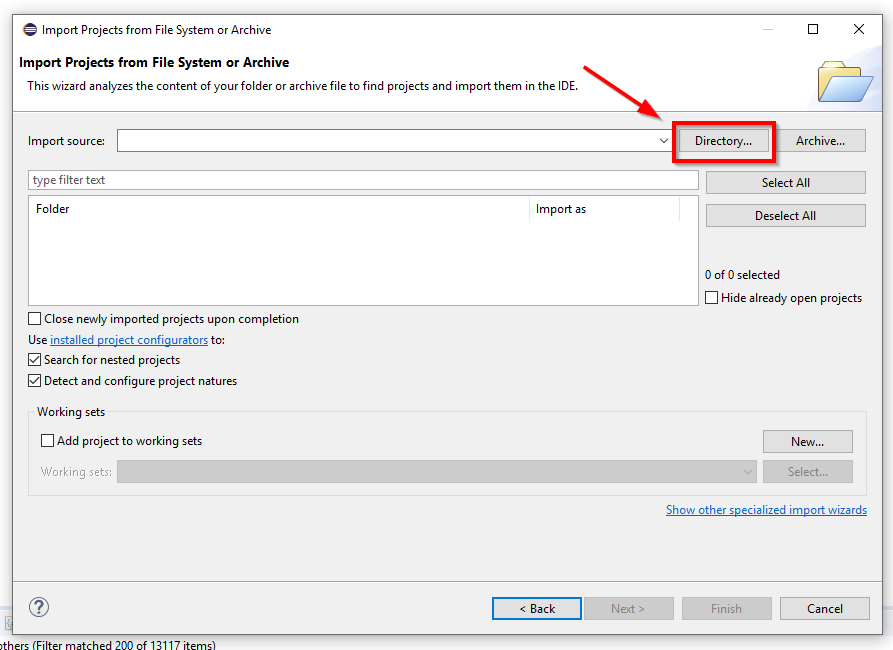 Import Projects from File System or Archive
Import Projects from File System or Archive
This wizard analyzes the content of your folder or archive file to find projects and import them in the IDE.
Import source: Directory... Archive...
type filter text
Select All
Folder Import as
Deselect All
0 of 0 selected
Hide already open projects
Close newly imported projects upon completion
Use installed project configurators to:
Search for nested projects
Detect and configure project natures
Working sets
Add project to working sets New...
Working sets: Select...
Show other specialized import wizards
? < Back Next > Finish Cancel
others (Filter matched 200 of 13117 items)